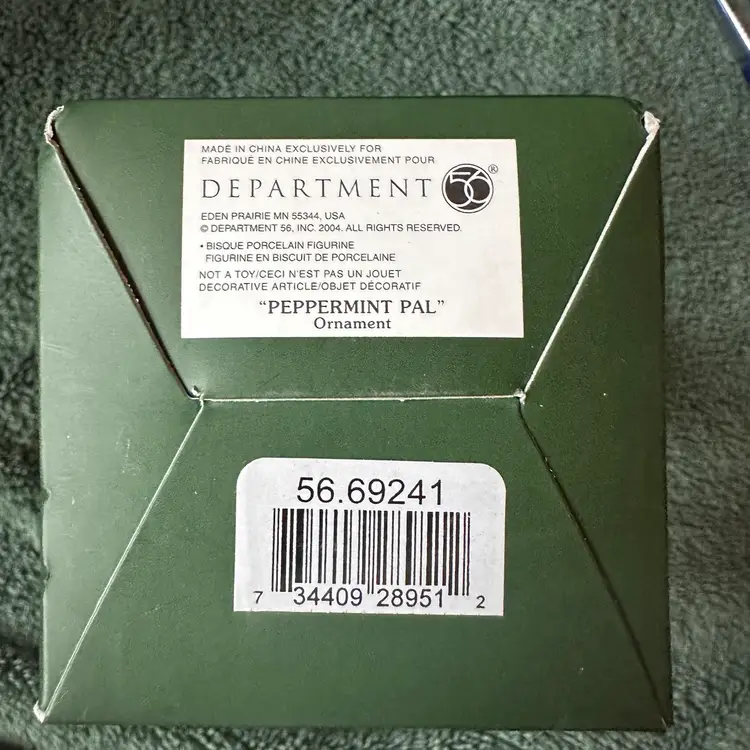 MADE IN CHINA EXCLUSIVELY FOR
FABRIQUÉ EN CHINE EXCLUSIVEMENT POUR
DEPARTMENT 56®
EDEN PRAIRIE MN 55344, USA
© DEPARTMENT 56, INC. 2004. ALL RIGHTS RESERVED.
• BISQUE PORCELAIN FIGURINE
FIGURINE EN BISCUIT DE PORCELAINE
NOT A TOY/CECI N'EST PAS UN JOUET
DECORATIVE ARTICLE/OBJET DÉCORATIF
“PEPPERMINT PAL”
Ornament
56.69241
7 34409 28951 2